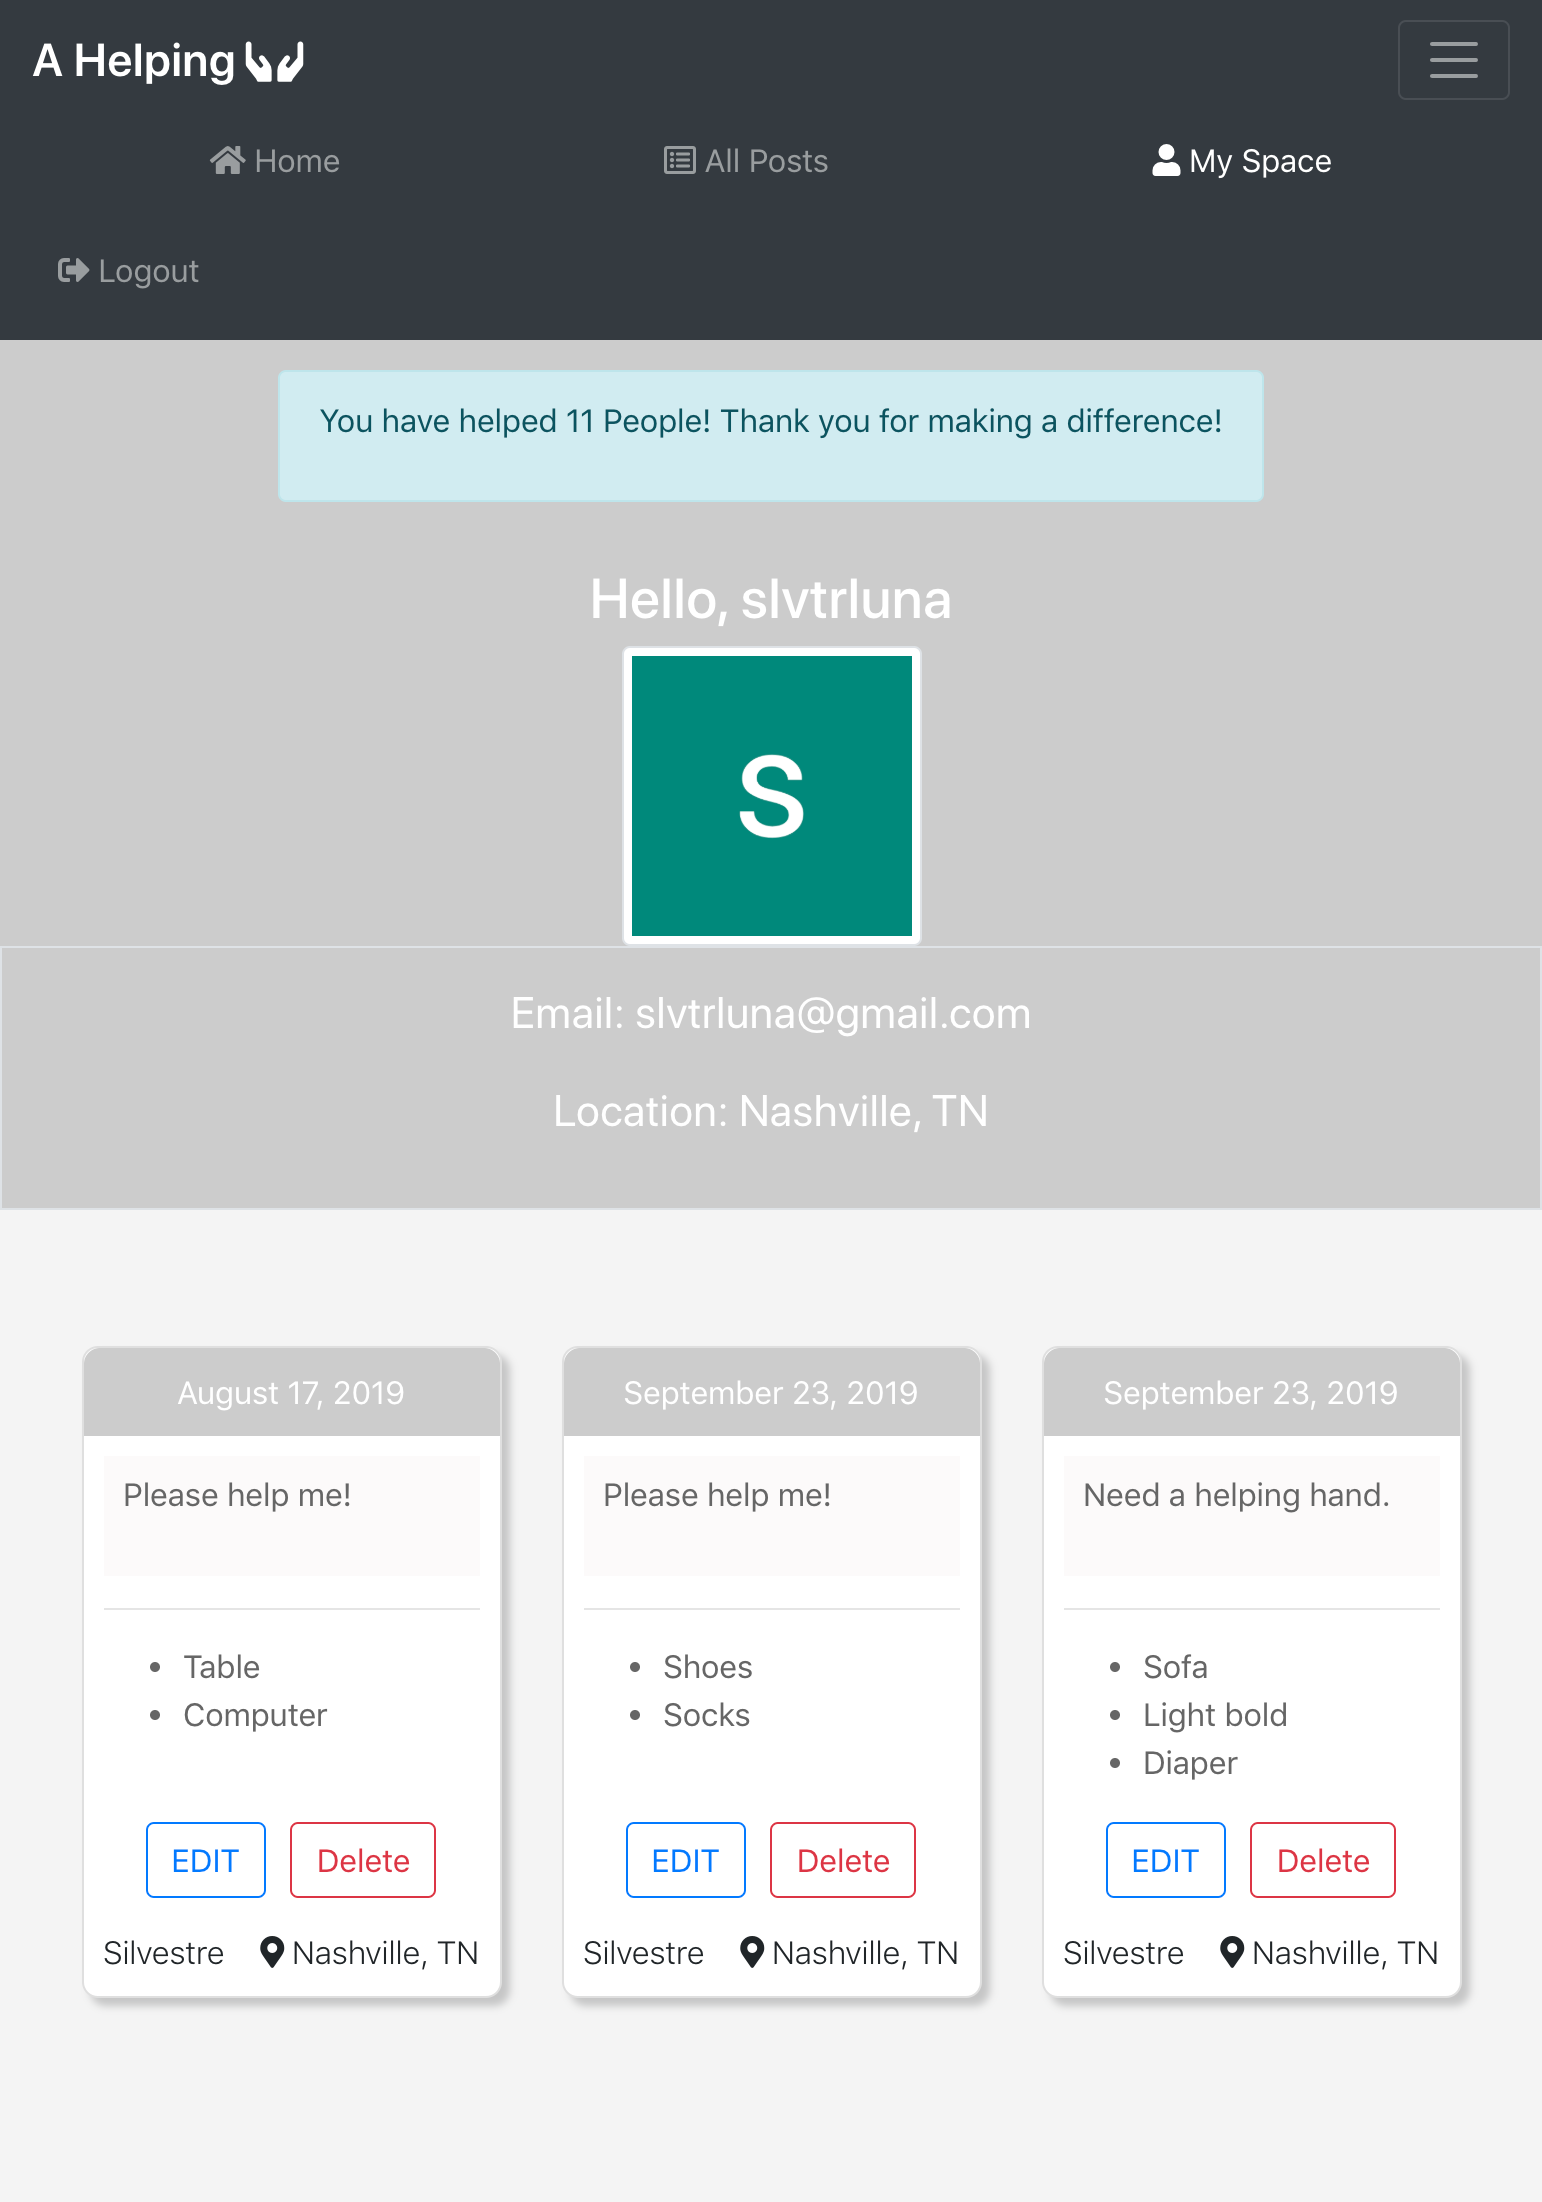 A Helping
Home
All Posts
My Space
Logout
You have helped 11 People! Thank you for making a difference!
Hello, slvtrluna
S
Email: slvtrluna@gmail.com
Location: Nashville, TN
August 17, 2019
Please help me!
Table
Computer
EDIT Delete
Silvestre Nashville, TN
September 23, 2019
Please help me!
Shoes
Socks
EDIT Delete
Silvestre Nashville, TN
September 23, 2019
Need a helping hand.
Sofa
Light bold
Diaper
EDIT Delete
Silvestre Nashville, TN